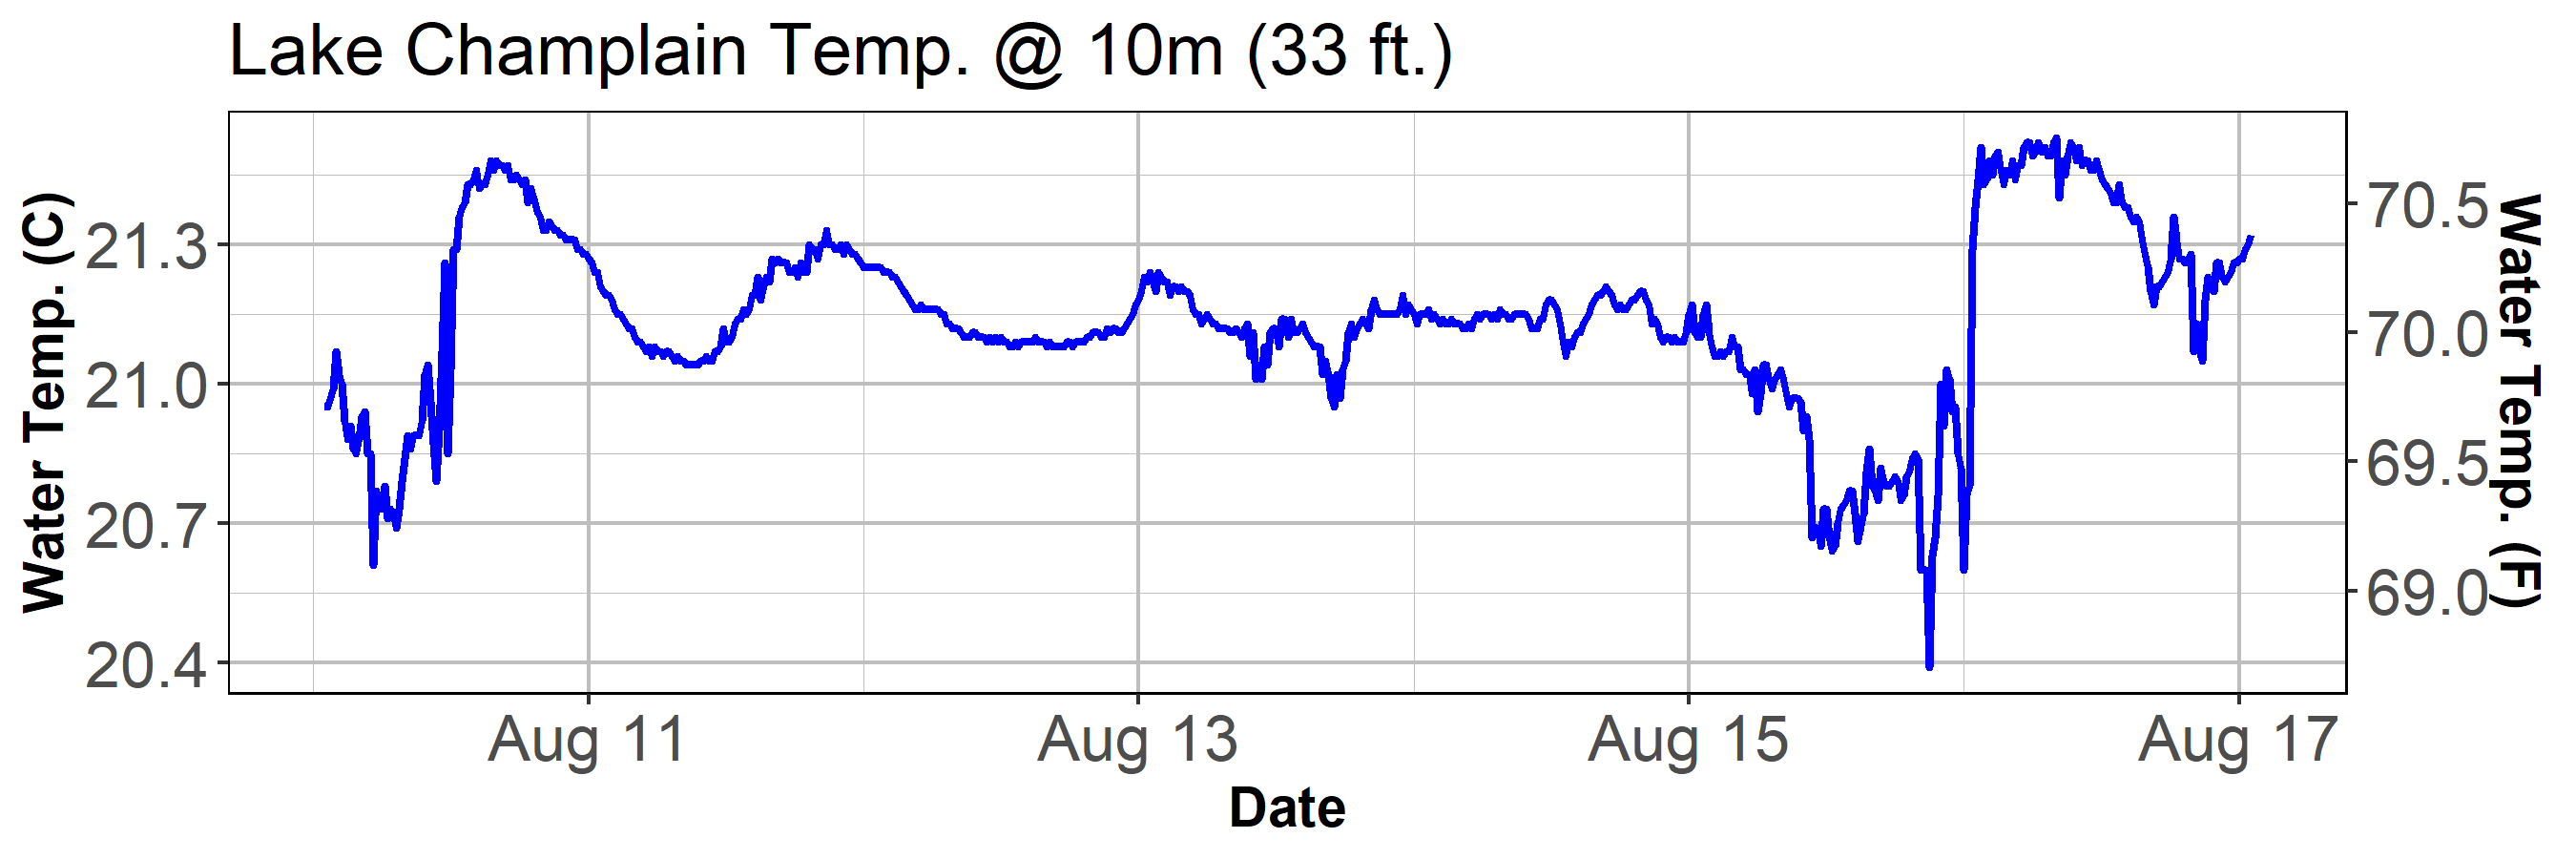 Lake Champlain Temp. @ 10m (33 ft.)
Water Temp. (C)
21.3
21.0
20.7
20.4
70.5
70.0
69.5
69.0
Water Temp. (F)
Aug 11
Aug 13
Aug 15
Aug 17
Date